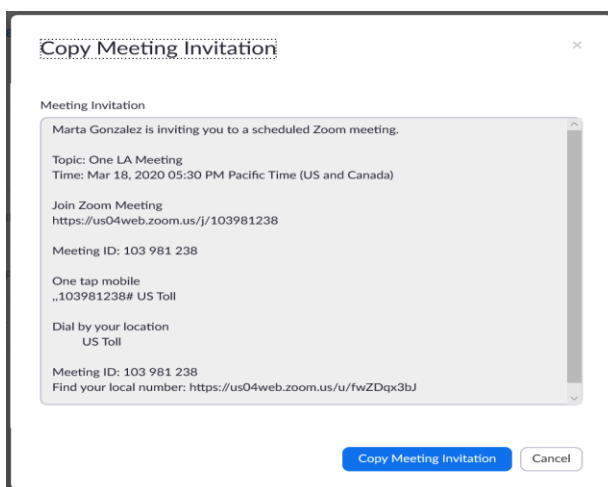 Copy Meeting Invitation
×
Meeting Invitation
Marta Gonzalez is inviting you to a scheduled Zoom meeting.
Topic: One LA Meeting
Time: Mar 18, 2020 05:30 PM Pacific Time (US and Canada)
Join Zoom Meeting
https://us04web.zoom.us/j/103981238
Meeting ID: 103 981 238
One tap mobile
,,103981238# US Toll
Dial by your location
US Toll
Meeting ID: 103 981 238
Find your local number: https://us04web.zoom.us/u/fwZDqx3bJ
Copy Meeting Invitation
Cancel